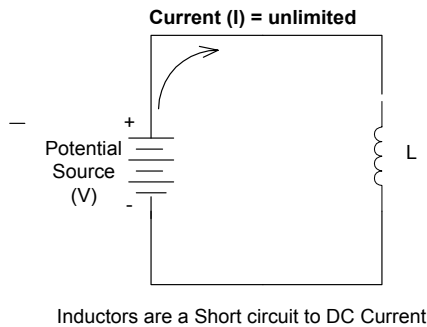 Current (I) = unlimited
+
Potential
Source
(V)
-
L
Inductors are a Short circuit to DC Current